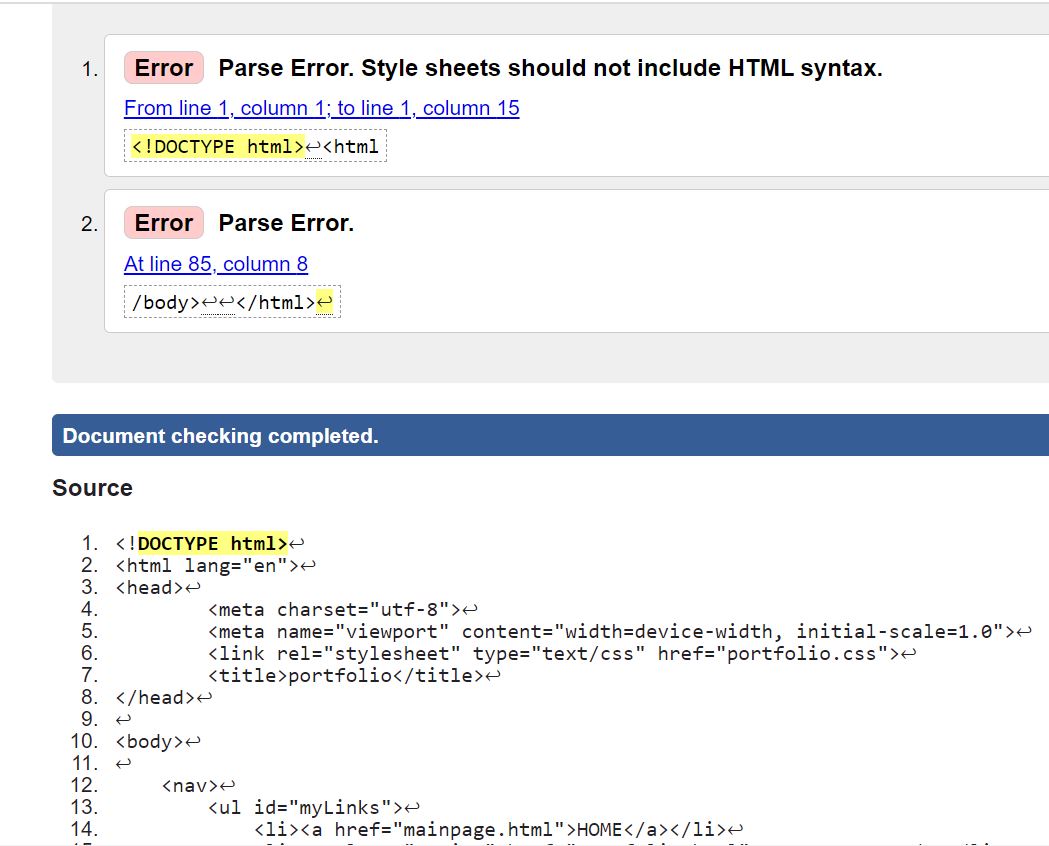 1. Error Parse Error. Style sheets should not include HTML syntax.
From line 1, column 1; to line 1, column 15
<!DOCTYPE html>↩<html
2. Error Parse Error.
At line 85, column 8
/body>↩↩</html>↩
Document checking completed.
Source
1. <!DOCTYPE html>↩
2. <html lang="en">↩
3. <head>↩
4. <meta charset="utf-8">↩
5. <meta name="viewport" content="width=device-width, initial-scale=1.0">↩
6. <link rel="stylesheet" type="text/css" href="portfolio.css">↩
7. <title>portfolio</title>↩
8. </head>↩
9. ↩
10. <body>↩
11. ↩
12. <nav>↩
13. <ul id="myLinks">↩
14. <li><a href="mainpage.html">HOME</a></li>↩